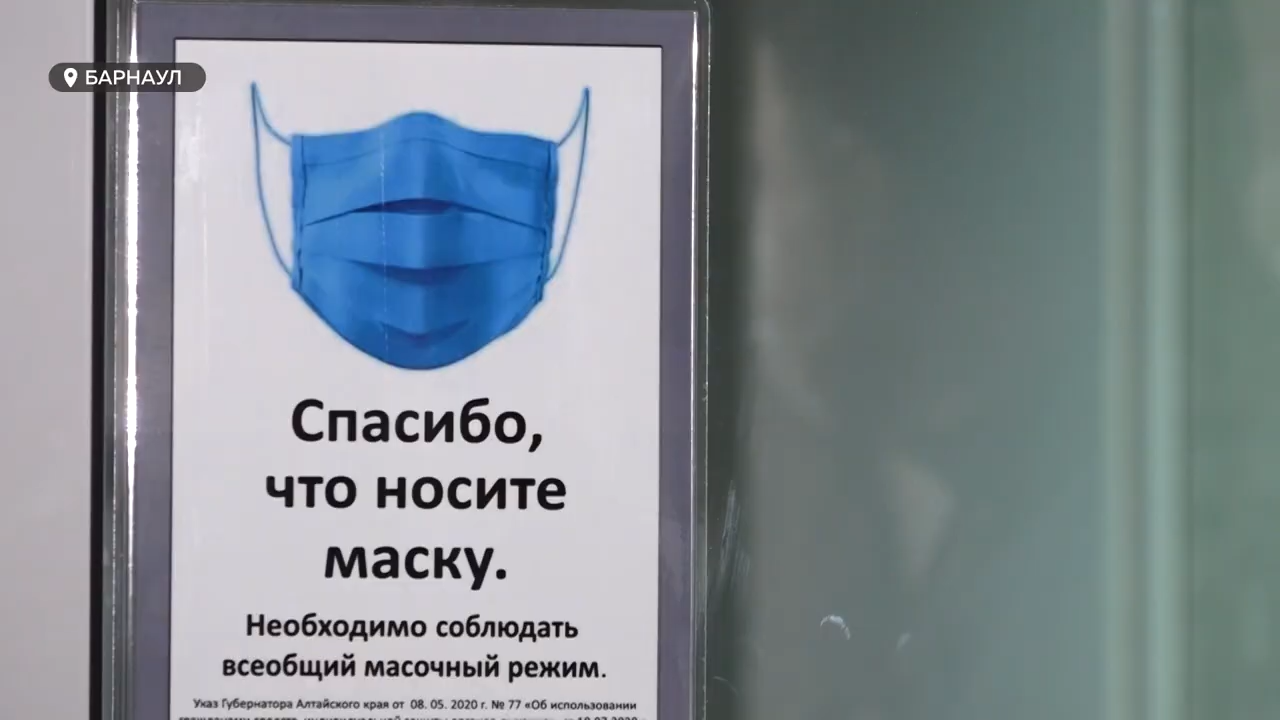 БАРНАУЛ
Спасибо,
что носите
маску.
Необходимо соблюдать
всеобщий масочный режим.
Указ Губернатора Алтайского края от 08. 05. 2020 г. № 77 «Об использовании